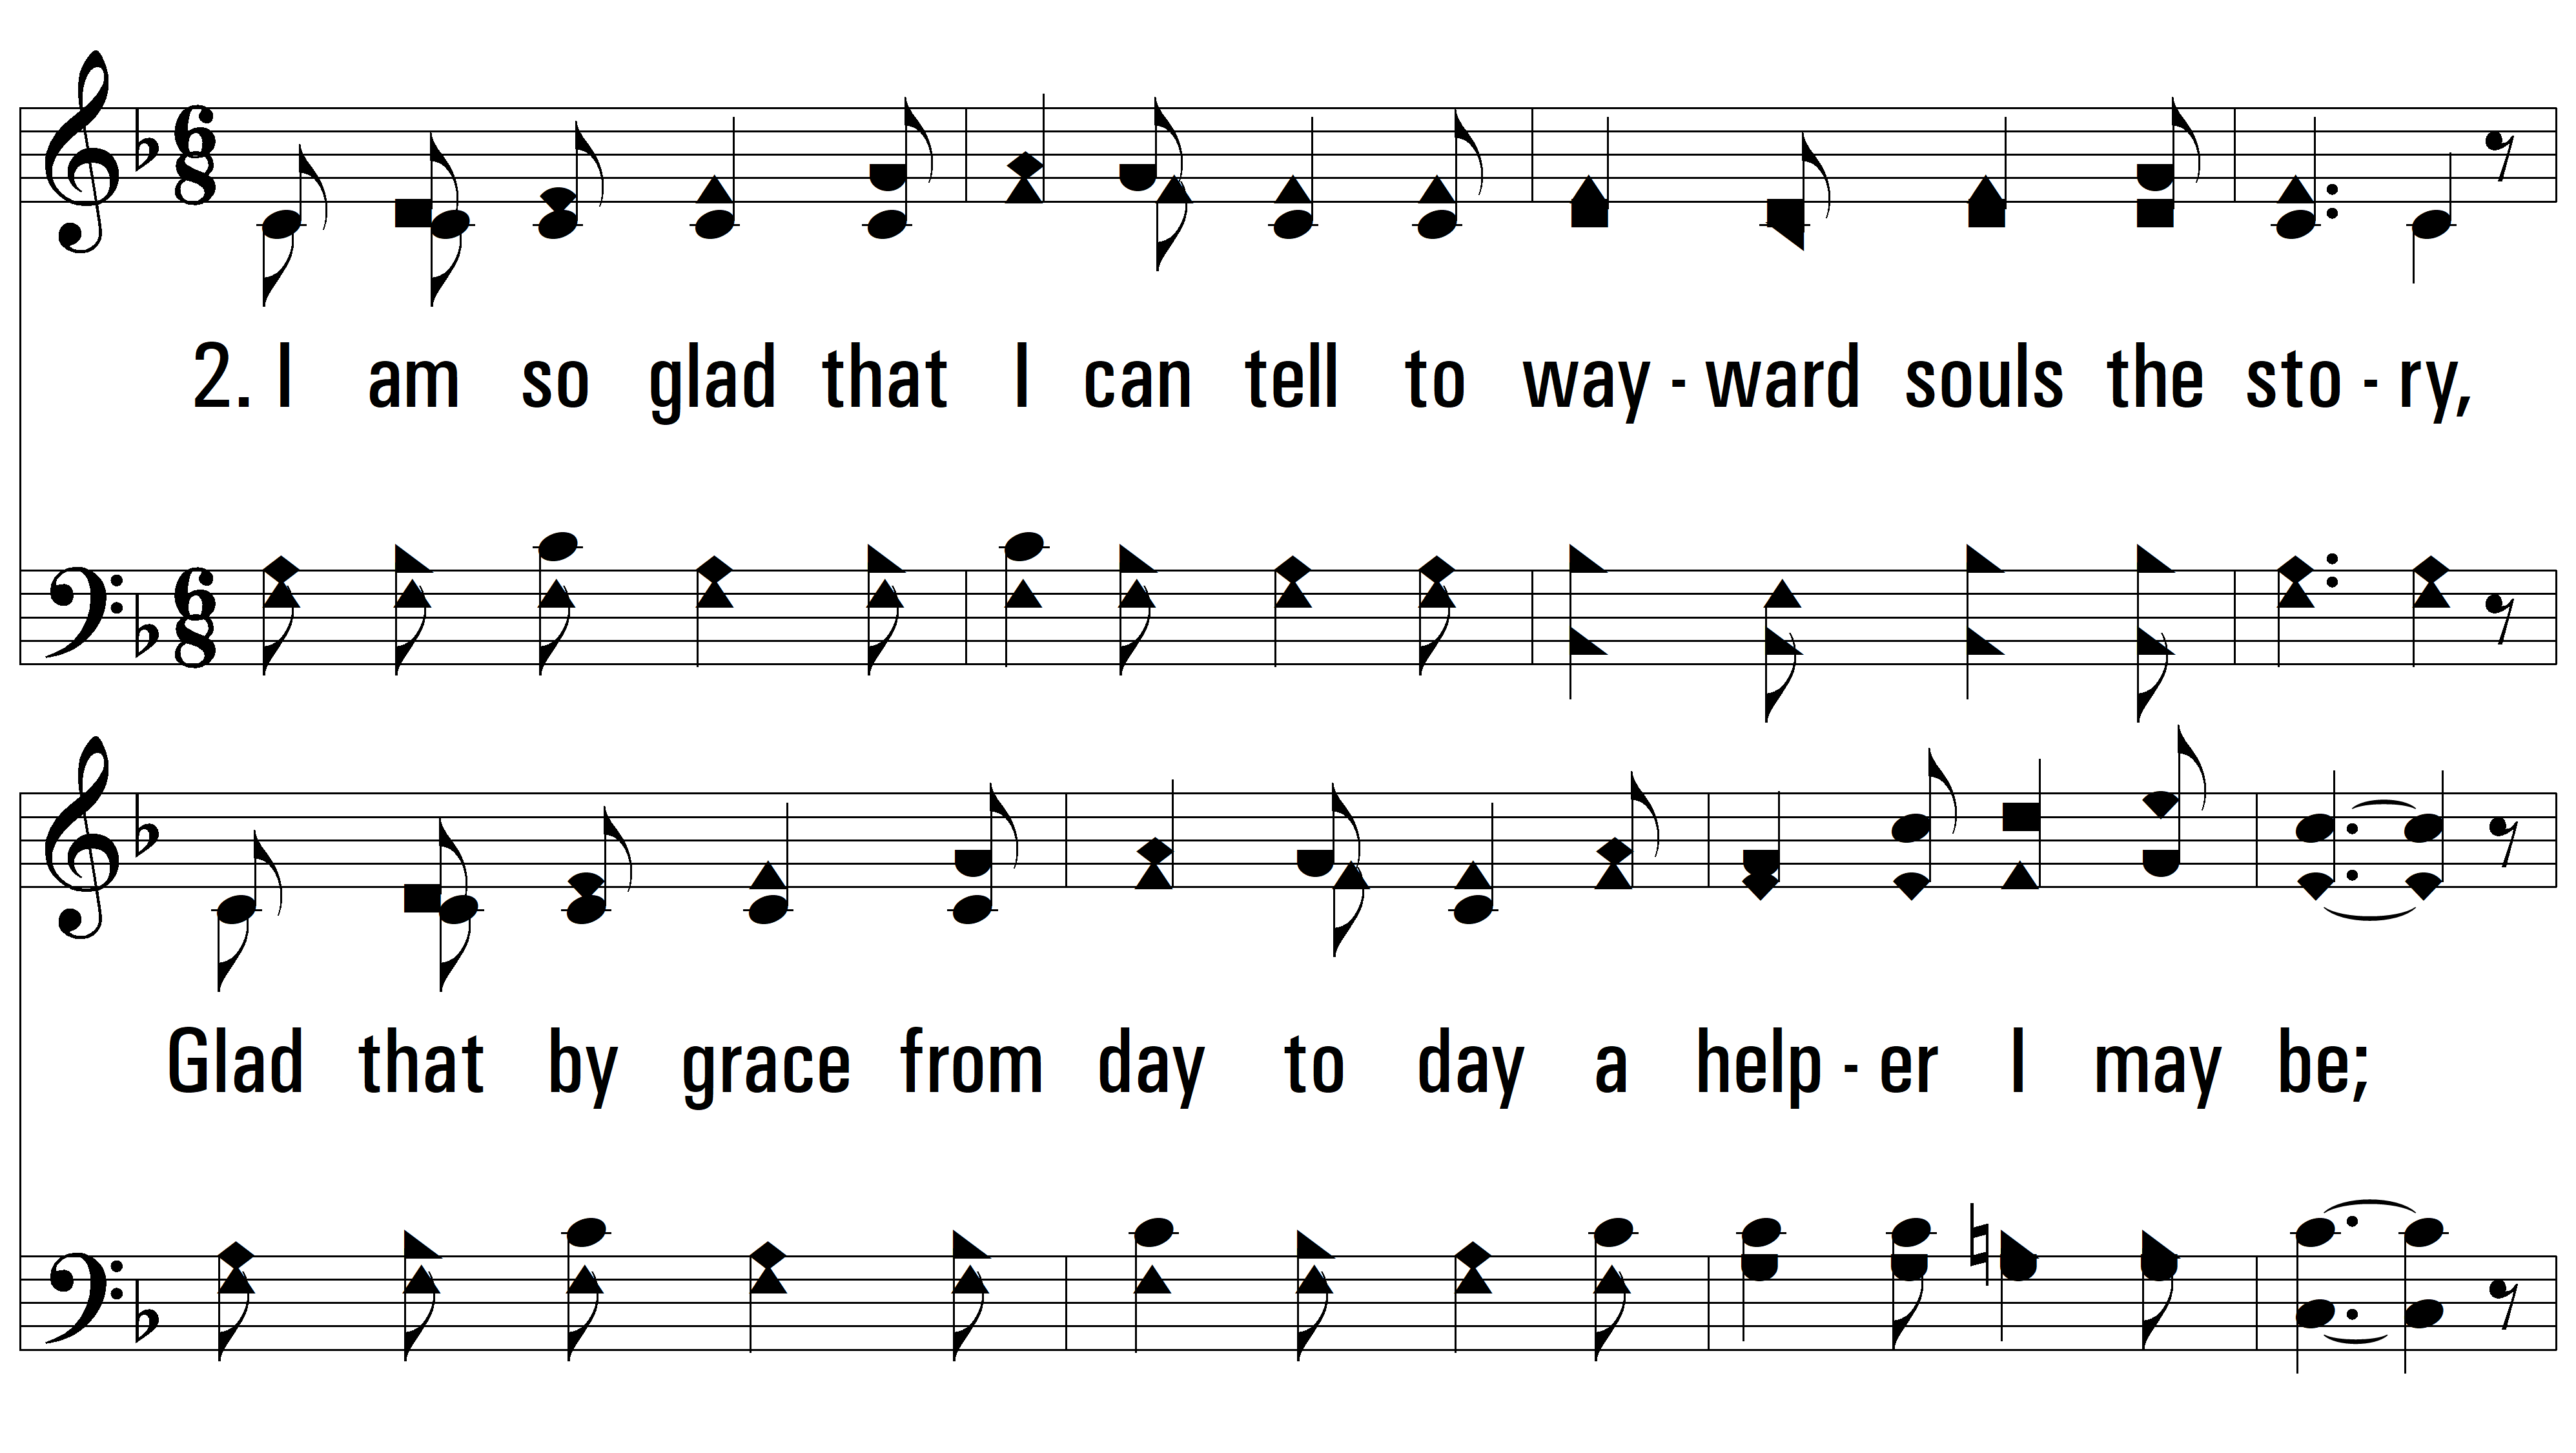 2. I am so glad that I can tell to way - ward souls the sto - ry,
Glad that by grace from day to day a help - er I may be;